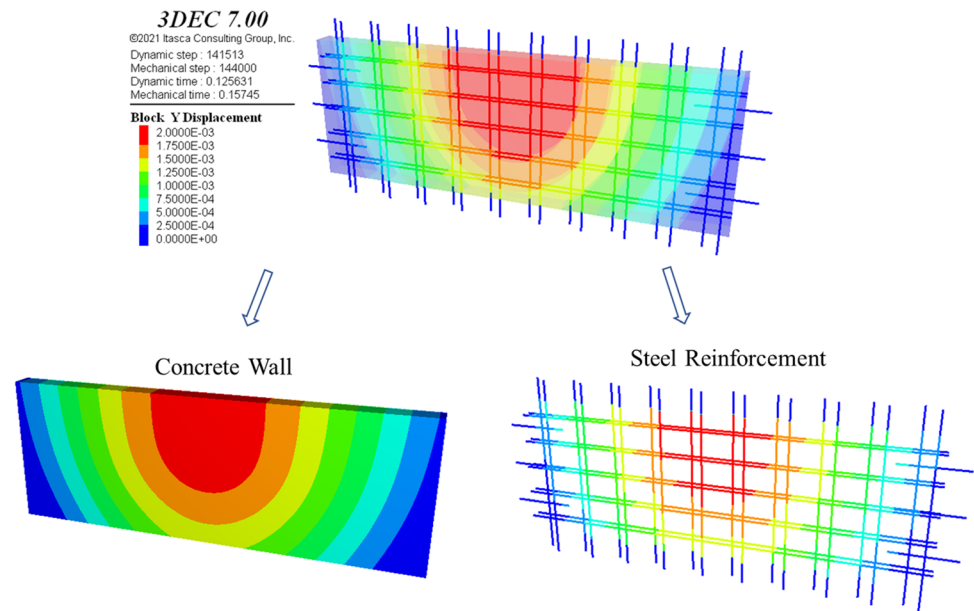 3DEC 7.00
©2021 Itasca Consulting Group, Inc.
Dynamic step : 141513
Mechanical step : 144000
Dynamic time : 0.125631
Mechanical time : 0.15745
Block Y Displacement
2.0000E-03
1.7500E-03
1.5000E-03
1.2500E-03
1.0000E-03
7.5000E-04
5.0000E-04
2.5000E-04
0.0000E+00
Concrete Wall
Steel Reinforcement